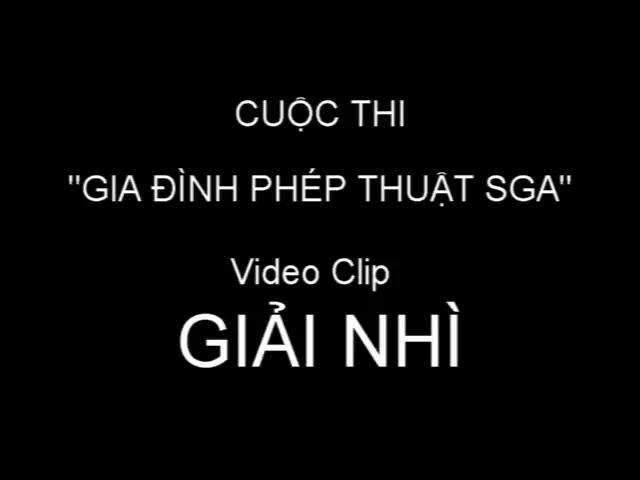 CUỘC THI
"GIA ĐÌNH PHÉP THUẬT SGA"
Video Clip
GIẢI NHÌ